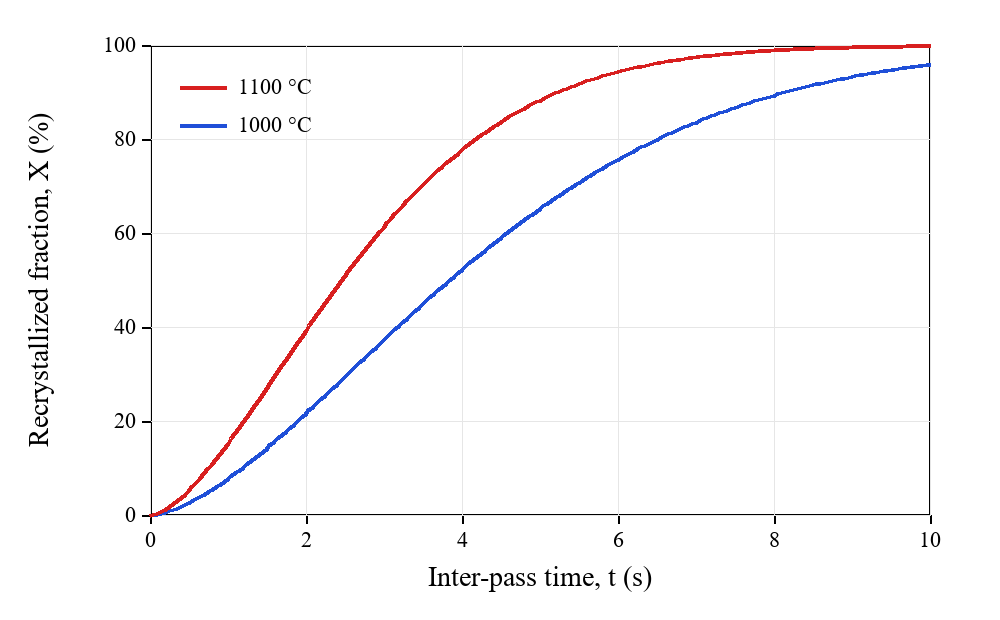 Recrystallized fraction, X (%)
100
80
60
40
20
0
1100 °C
1000 °C
0 2 4 6 8 10
Inter-pass time, t (s)